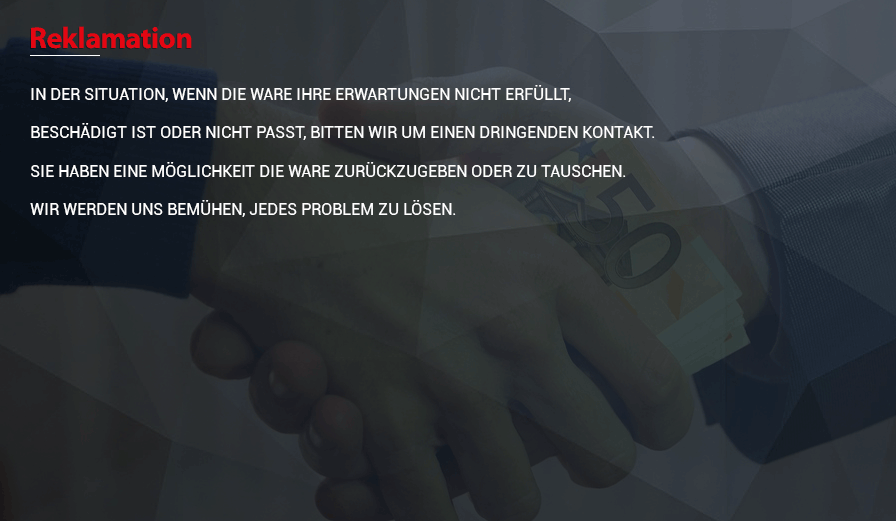 Reklamation
IN DER SITUATION, WENN DIE WARE IHRE ERWARTUNGEN NICHT ERFÜLLT,
BESCHÄDIGT IST ODER NICHT PASST, BITTEN WIR UM EINEN DRINGENDEN KONTAKT.
SIE HABEN EINE MÖGLICHKEIT DIE WARE ZURÜCKZUGEBEN ODER ZU TAUSCHEN.
WIR WERDEN UNS BEMÜHEN, JEDES PROBLEM ZU LÖSEN.
50